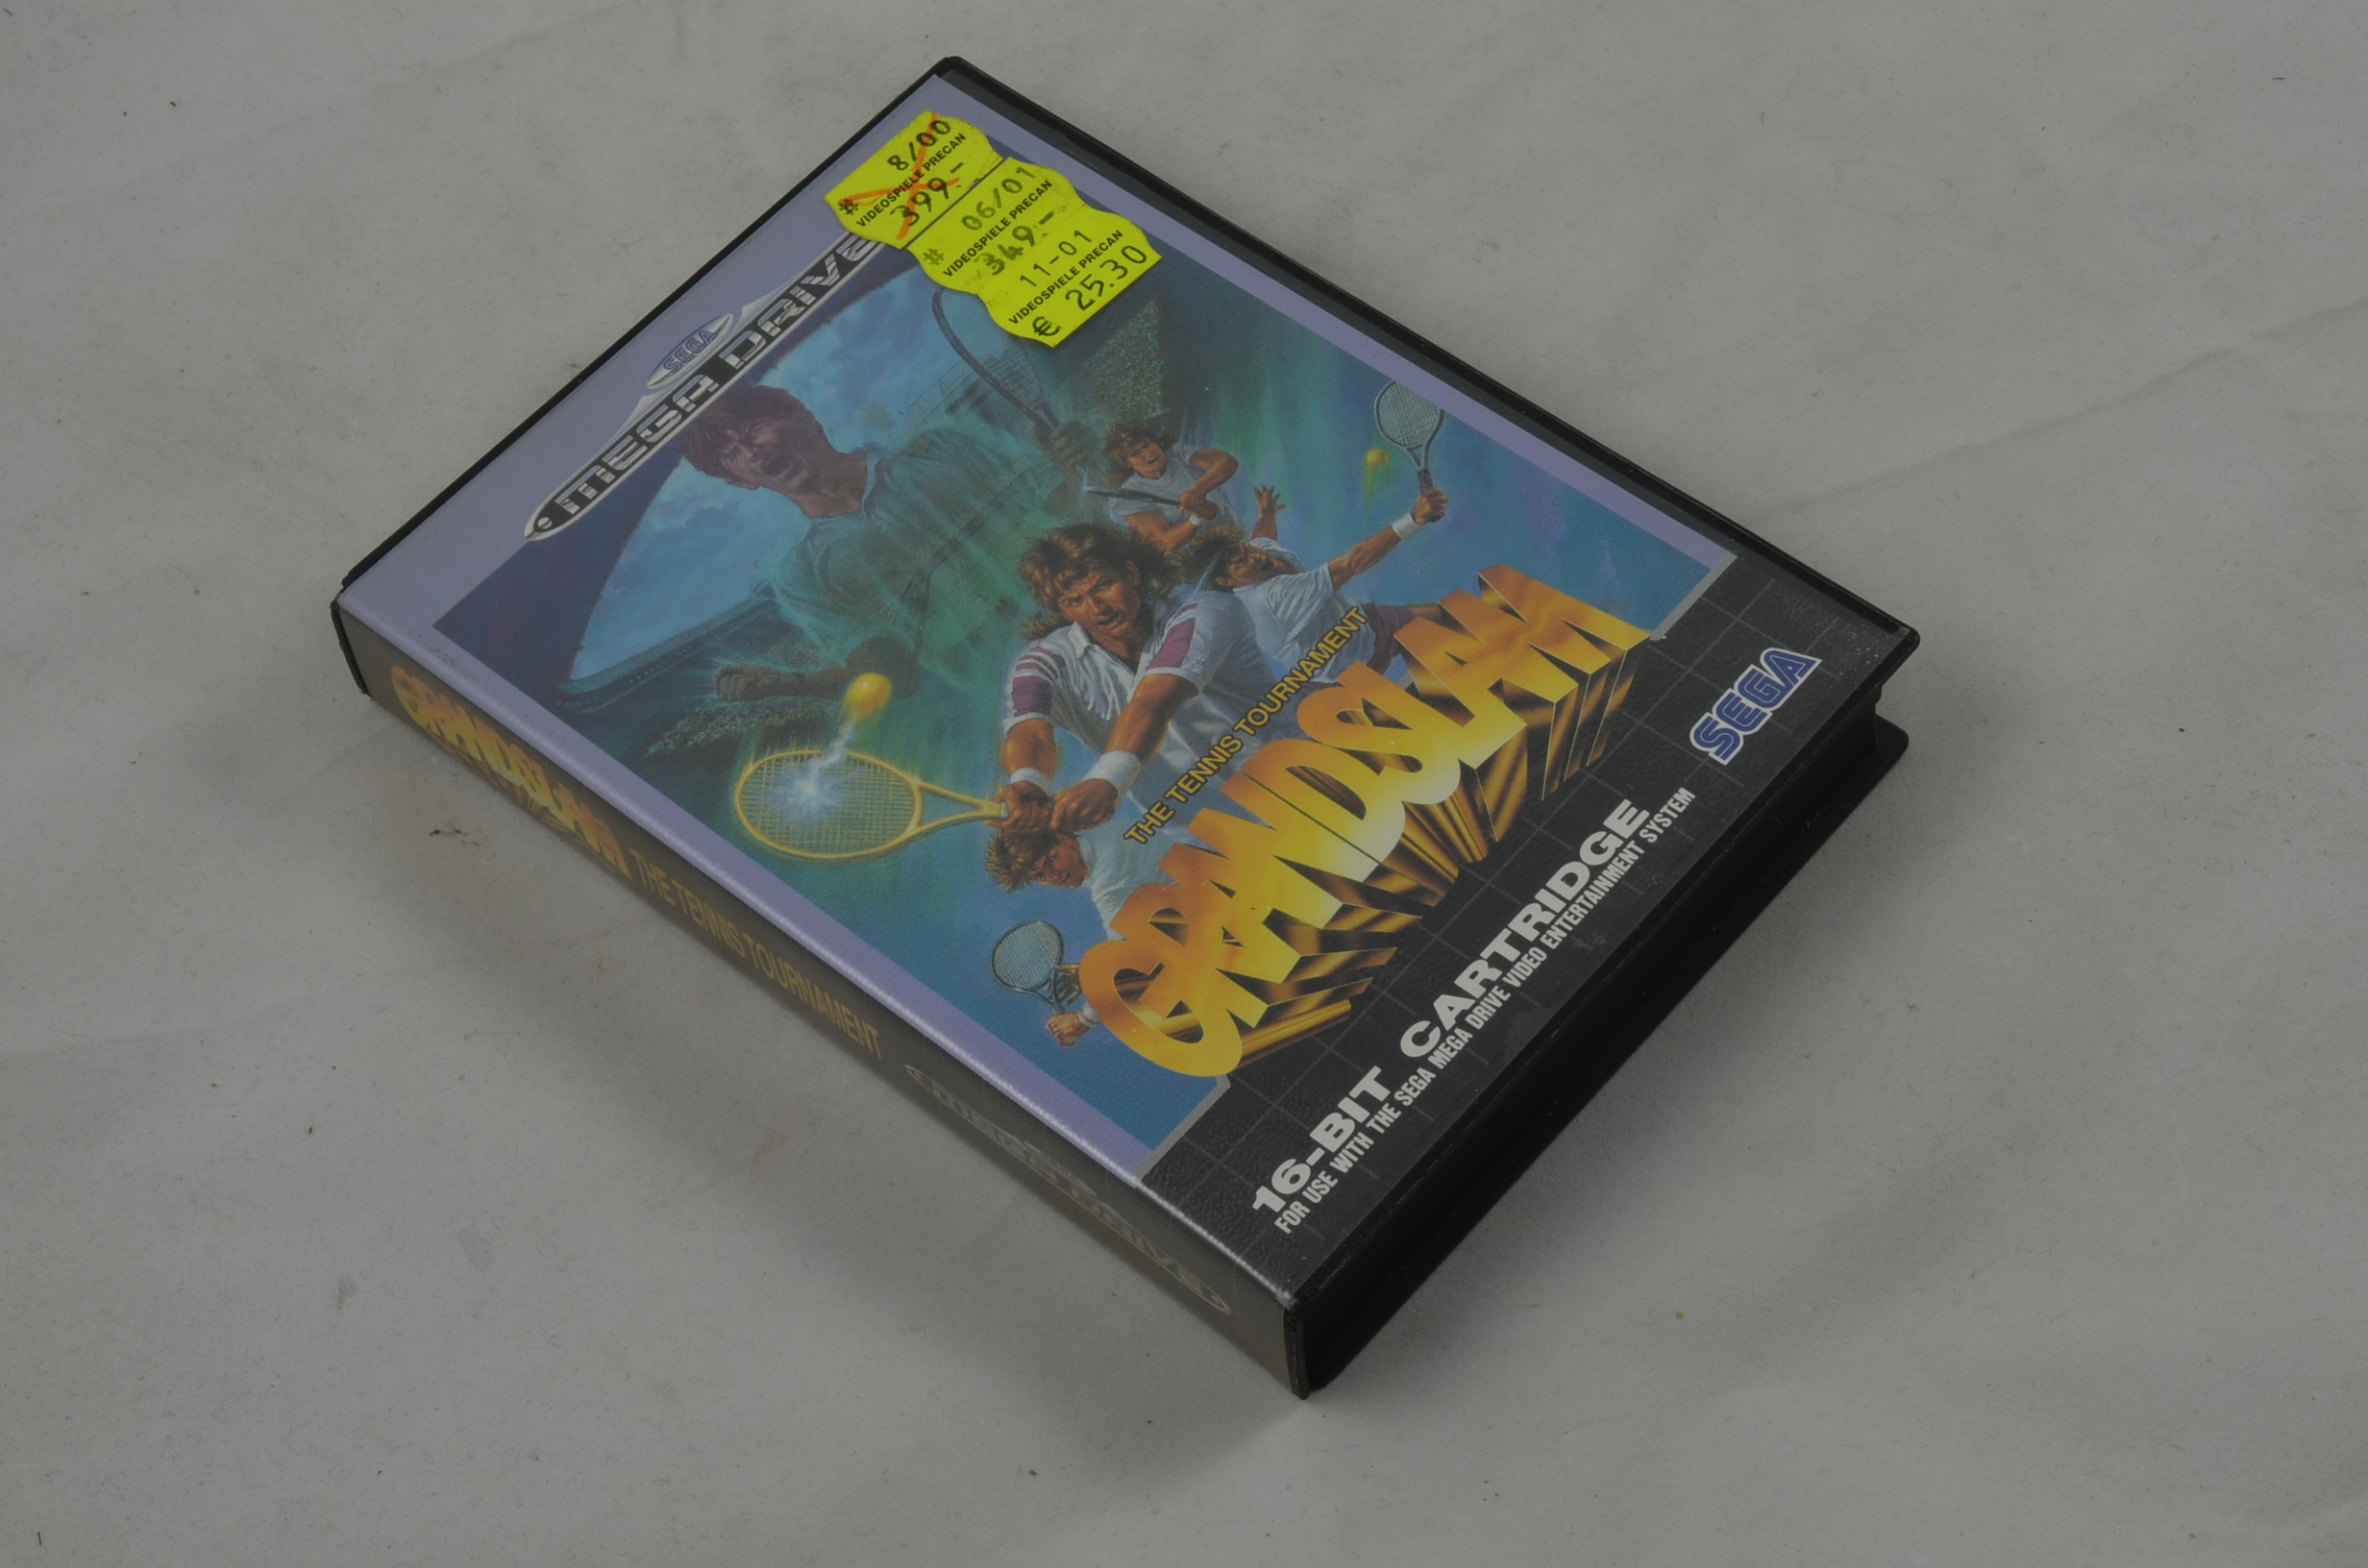 8/00
# VIDEOSPIELE PRECAN
399.-
06/01
# VIDEOSPIELE PRECAN
349.-
11-01
VIDEOSPIELE PRECAN
€ 25.30
SEGA
MEGA DRIVE
THE TENNIS TOURNAMENT
GRANDSLAM
SEGA
16-BIT CARTRIDGE
FOR USE WITH THE SEGA MEGA DRIVE VIDEO ENTERTAINMENT SYSTEM
GRANDSLAM THE TENNIS TOURNAMENT MEGA DRIVE